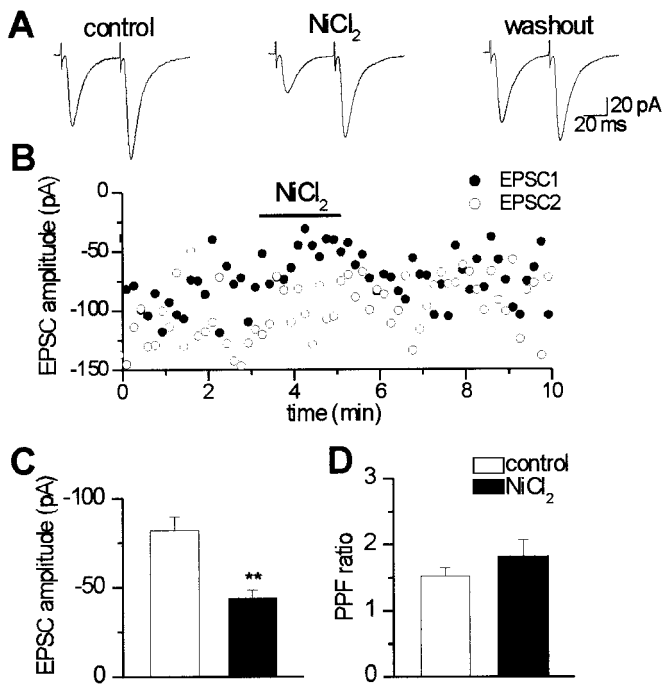 A
control
NiCl2
washout
20 pA
20 ms
B
NiCl2
EPSC1
EPSC2
EPSC amplitude (pA)
0
-50
-100
-150
0 2 4 6 8 10
time (min)
C
EPSC amplitude (pA)
-100
-50
0
**
D
control
NiCl2
PPF ratio
3
2
1
0